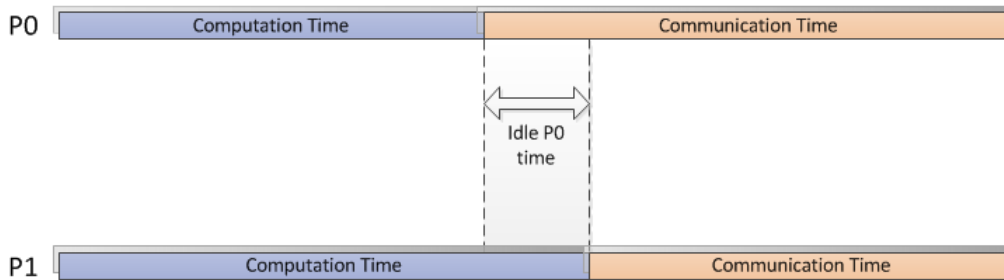 P0
Computation Time
Communication Time
Idle P0
time
P1
Computation Time
Communication Time